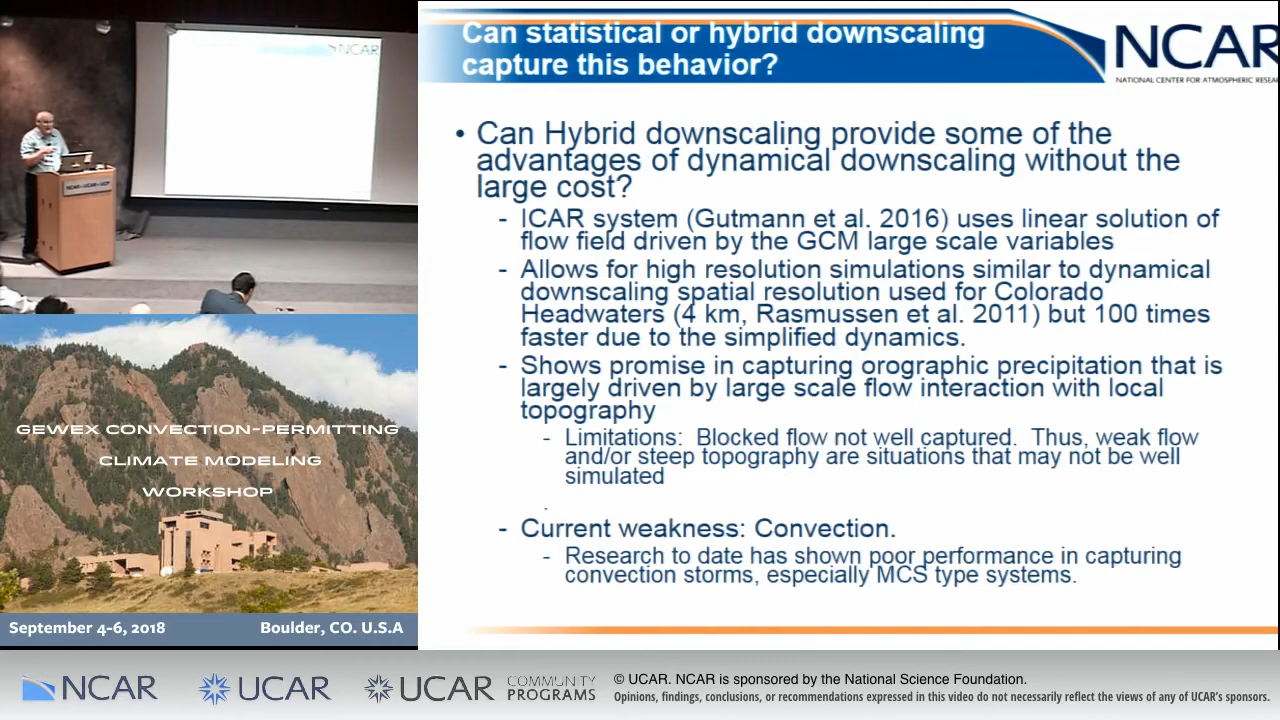 NCAR
NCAR-UCAR-UCP
GEWEX CONVECTION-PERMITTING
CLIMATE MODELING
WORKSHOP
September 4-6, 2018
Boulder, CO. U.S.A
Can statistical or hybrid downscaling
capture this behavior?
NCAR
NATIONAL CENTER FOR ATMOSPHERIC RESEA
• Can Hybrid downscaling provide some of the
advantages of dynamical downscaling without the
large cost?
- ICAR system (Gutmann et al. 2016) uses linear solution of
flow field driven by the GCM large scale variables
- Allows for high resolution simulations similar to dynamical
downscaling spatial resolution used for Colorado
Headwaters (4 km, Rasmussen et al. 2011) but 100 times
faster due to the simplified dynamics.
- Shows promise in capturing orographic precipitation that is
largely driven by large scale flow interaction with local
topography
- Limitations: Blocked flow not well captured. Thus, weak flow
and/or steep topography are situations that may not be well
simulated
.
- Current weakness: Convection.
- Research to date has shown poor performance in capturing
convection storms, especially MCS type systems.
NCAR
UCAR
UCAR
COMMUNITY
PROGRAMS
© UCAR. NCAR is sponsored by the National Science Foundation.
Opinions, findings, conclusions, or recommendations expressed in this video do not necessarily reflect the views of any of UCAR's sponsors.